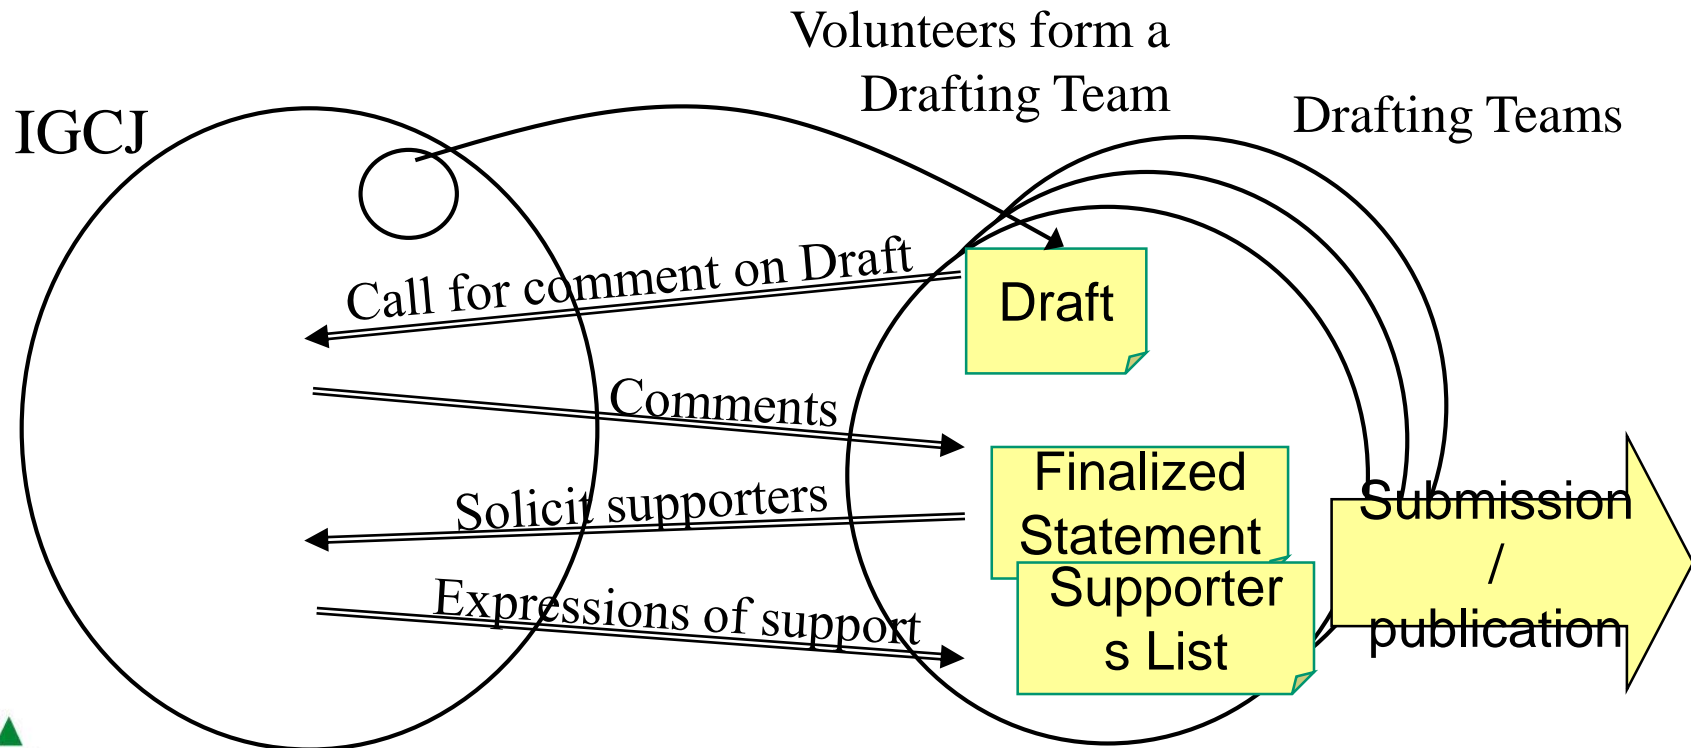 Volunteers form a
Drafting Team
IGCJ
Drafting Teams
Call for comment on Draft
Draft
Comments
Finalized
Statement
Solicit supporters
Submission
/
publication
Supporter
s List
Expressions of support